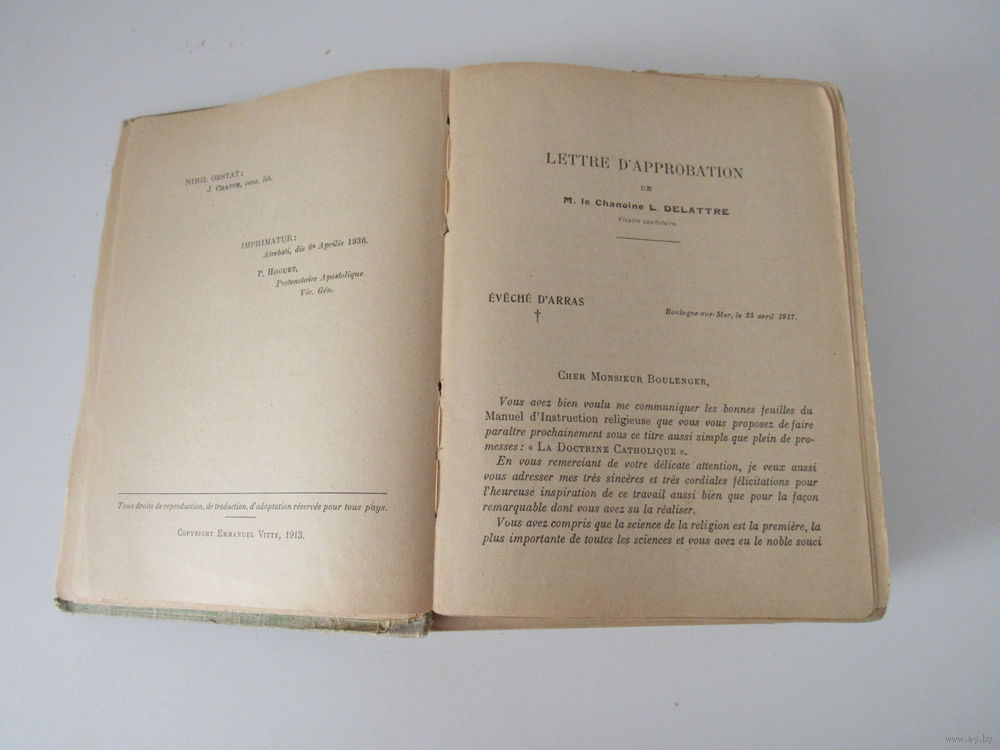 NIHIL OBSTAT:
J. CHAPPE, cens. lib.
IMPRIMATUR:
Atrebati, die 6ª Aprilis 1936.
P. HOGUET,
Protonotaire Apostolique
Vic. Gén.
Tous droits de reproduction, de traduction, d'adaptation réservés pour tous pays.
COPYRIGHT EMMANUEL VITTE, 1913.
LETTRE D'APPROBATION
DE
M. le Chanoine L. DELATTRE
Vicaire capitulaire.
ÉVÊCHÉ D'ARRAS
†
Boulogne-sur-Mer, le 24 avril 1917.
CHER MONSIEUR BOULENGER,
Vous avez bien voulu me communiquer les bonnes feuilles du
Manuel d'Instruction religieuse que vous vous proposez de faire
paraître prochainement sous ce titre aussi simple que plein de pro-
messes : « LA DOCTRINE CATHOLIQUE ».
En vous remerciant de votre délicate attention, je veux aussi
vous adresser mes très sincères et très cordiales félicitations pour
l'heureuse inspiration de ce travail aussi bien que pour la façon
remarquable dont vous avez su la réaliser.
Vous avez compris que la science de la religion est la première, la
plus importante de toutes les sciences et vous avez eu le noble souci
www.ay.by